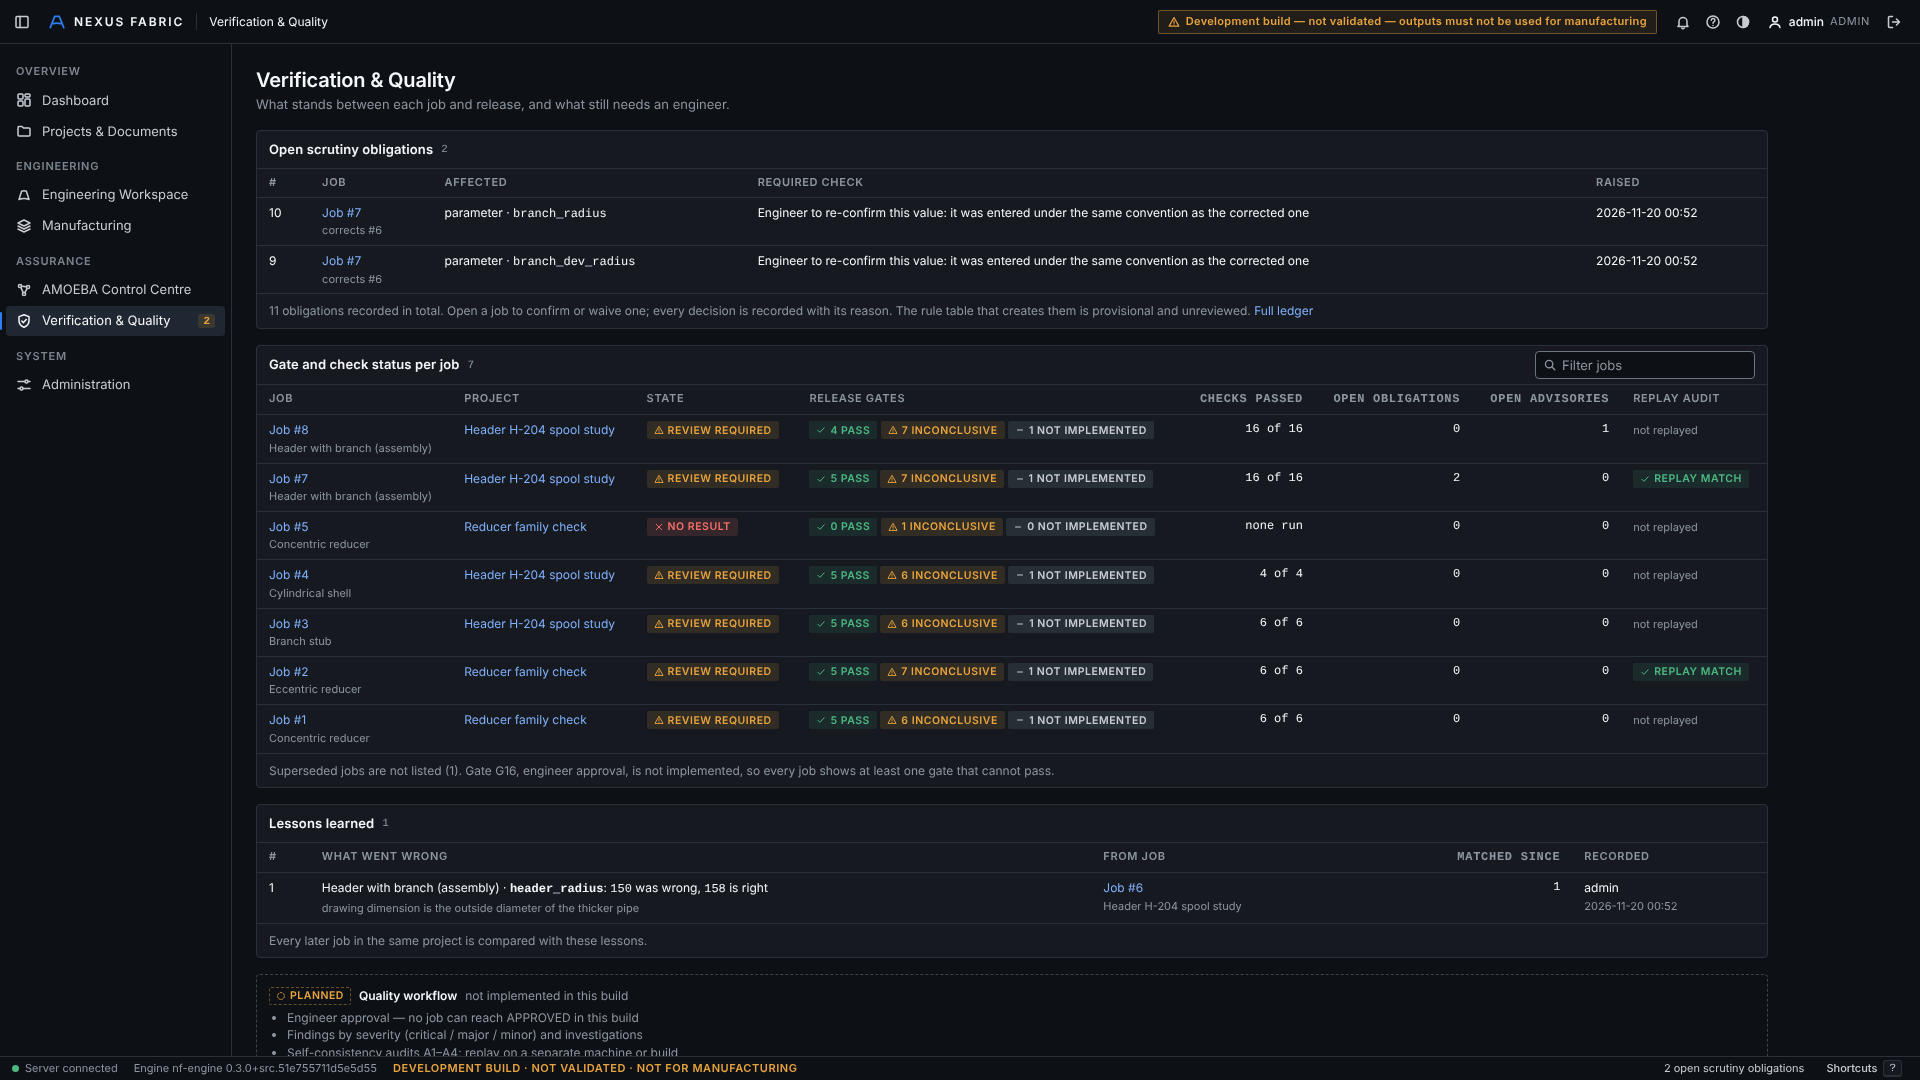 NEXUS FABRIC
Verification & Quality
Development build — not validated — outputs must not be used for manufacturing
admin ADMIN
OVERVIEW
Dashboard
Projects & Documents
ENGINEERING
Engineering Workspace
Manufacturing
ASSURANCE
AMOEBA Control Centre
Verification & Quality 2
SYSTEM
Administration
Verification & Quality
What stands between each job and release, and what still needs an engineer.
Open scrutiny obligations 2
# JOB AFFECTED REQUIRED CHECK RAISED
10 Job #7 parameter · branch_radius Engineer to re-confirm this value: it was entered under the same convention as the corrected one 2026-11-20 00:52
corrects #6
9 Job #7 parameter · branch_dev_radius Engineer to re-confirm this value: it was entered under the same convention as the corrected one 2026-11-20 00:52
corrects #6
11 obligations recorded in total. Open a job to confirm or waive one; every decision is recorded with its reason. The rule table that creates them is provisional and unreviewed. Full ledger
Gate and check status per job 7
Filter jobs
JOB PROJECT STATE RELEASE GATES CHECKS PASSED OPEN OBLIGATIONS OPEN ADVISORIES REPLAY AUDIT
Job #8 Header H-204 spool study REVIEW REQUIRED 4 PASS 7 INCONCLUSIVE 1 NOT IMPLEMENTED 16 of 16 0 1 not replayed
Header with branch (assembly)
Job #7 Header H-204 spool study REVIEW REQUIRED 5 PASS 7 INCONCLUSIVE 1 NOT IMPLEMENTED 16 of 16 2 0 REPLAY MATCH
Header with branch (assembly)
Job #5 Reducer family check NO RESULT 0 PASS 1 INCONCLUSIVE 0 NOT IMPLEMENTED none run 0 0 not replayed
Concentric reducer
Job #4 Header H-204 spool study REVIEW REQUIRED 5 PASS 6 INCONCLUSIVE 1 NOT IMPLEMENTED 4 of 4 0 0 not replayed
Cylindrical shell
Job #3 Header H-204 spool study REVIEW REQUIRED 5 PASS 6 INCONCLUSIVE 1 NOT IMPLEMENTED 6 of 6 0 0 not replayed
Branch stub
Job #2 Reducer family check REVIEW REQUIRED 5 PASS 7 INCONCLUSIVE 1 NOT IMPLEMENTED 6 of 6 0 0 REPLAY MATCH
Eccentric reducer
Job #1 Reducer family check REVIEW REQUIRED 5 PASS 6 INCONCLUSIVE 1 NOT IMPLEMENTED 6 of 6 0 0 not replayed
Concentric reducer
Superseded jobs are not listed (1). Gate G16, engineer approval, is not implemented, so every job shows at least one gate that cannot pass.
Lessons learned 1
# WHAT WENT WRONG FROM JOB MATCHED SINCE RECORDED
1 Header with branch (assembly) · header_radius: 150 was wrong, 158 is right Job #6 1 admin
drawing dimension is the outside diameter of the thicker pipe Header H-204 spool study 2026-11-20 00:52
Every later job in the same project is compared with these lessons.
PLANNED Quality workflow not implemented in this build
• Engineer approval — no job can reach APPROVED in this build
• Findings by severity (critical / major / minor) and investigations
• Self-consistency audits A1–A4: replay on a separate machine or build
Server connected Engine nf-engine 0.3.0+src.51e755711d5e5d55 DEVELOPMENT BUILD · NOT VALIDATED · NOT FOR MANUFACTURING 2 open scrutiny obligations Shortcuts ?